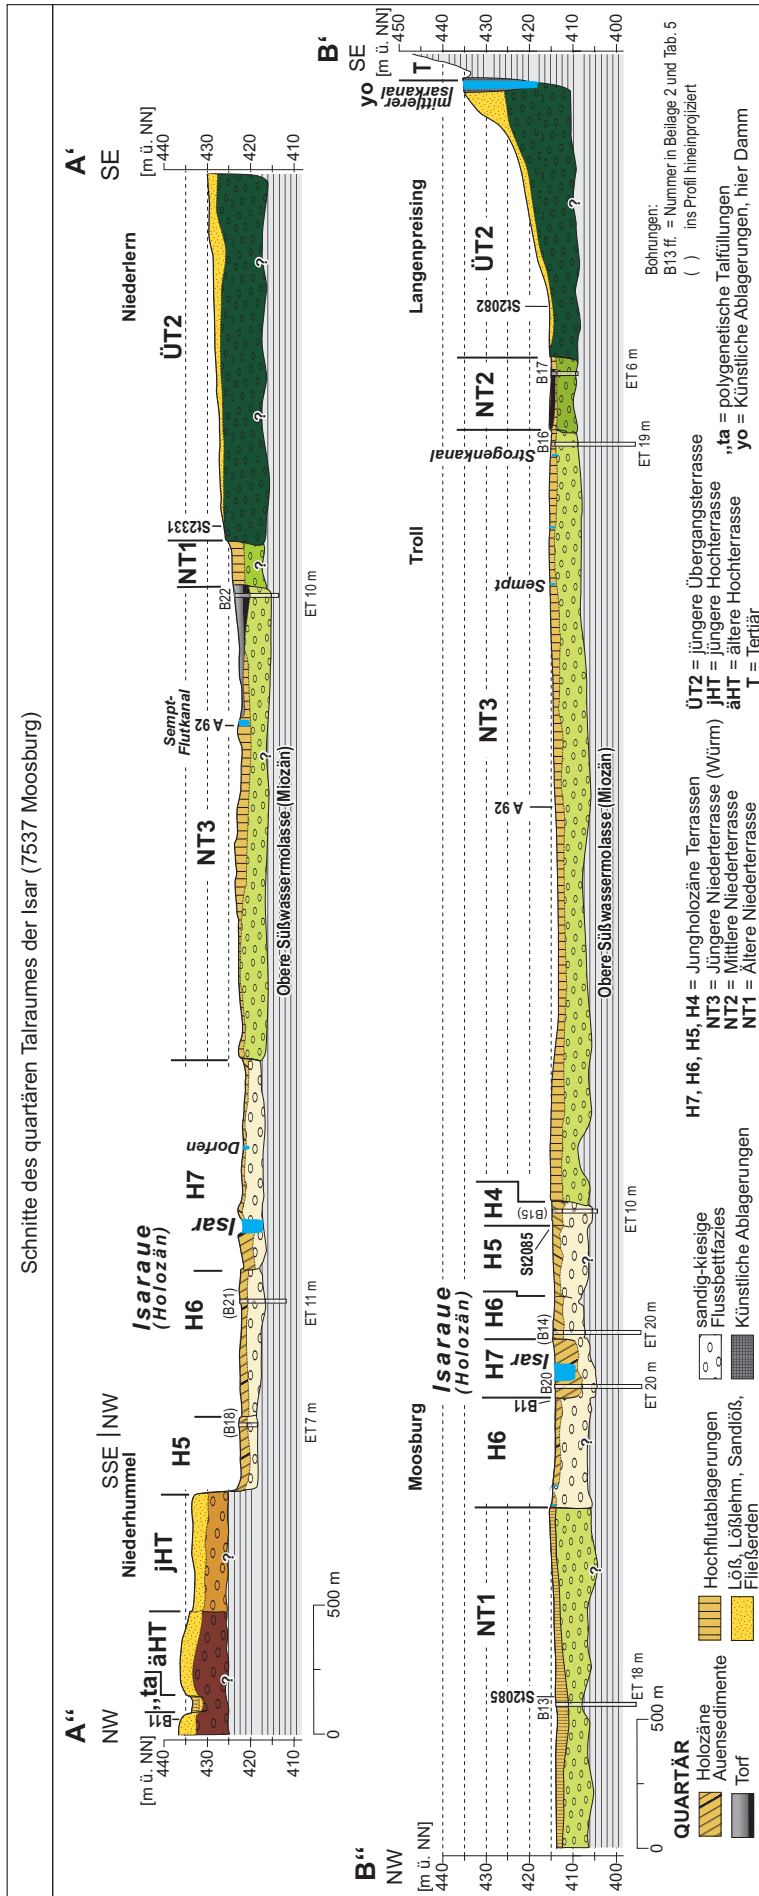 Schnitte des quartären Talraumes der Isar (7537 Moosburg)
A“
NW
SSE | NW
A‘
SE
[m ü. NN]
440
430
420
410
[m ü. NN]
440
430
420
410
Niederhummel
Isaraue
(Holozän)
Niederlern
B11
„ta
äHT
jHT
H5
H6
H7
NT3
NT1
ÜT2
(B18)
(B21)
Isar
Dorfen
Sempt-
Flutkanal
A 92
B22
St2331
ET 7 m
ET 11 m
ET 10 m
Obere Süßwassermolasse (Miozän)
?
?
?
?
?
?
?
0
500 m
B“
NW
B‘
SE
[m ü. NN]
440
430
420
410
400
[m ü. NN]
450
440
430
420
410
400
Moosburg
Isaraue
(Holozän)
Troll
Langenpreising
NT1
H6
H7
H6
H5
H4
NT3
NT2
ÜT2
yo
T
B13
St2085
B11
B20
Isar
(B14)
St2085
(B15)
A 92
Sempt
Strogenkanal
B16
B17
St2082
mittlerer
Isarkanal
ET 18 m
ET 20 m
ET 20 m
ET 10 m
ET 19 m
ET 6 m
Obere Süßwassermolasse (Miozän)
?
?
?
?
0
500 m
Bohrungen:
B13 ff. = Nummer in Beilage 2 und Tab. 5
( ) ins Profil hineinprojiziert
QUARTÄR
Holozäne
Auensedimente
Torf
Hochflutablagerungen
Löß, Lößlehm, Sandlöß,
Fließerden
sandig-kiesige
Flussbettfazies
Künstliche Ablagerungen
H7, H6, H5, H4 = Jungholozäne Terrassen
NT3 = Jüngere Niederterrasse (Würm)
NT2 = Mittlere Niederterrasse
NT1 = Ältere Niederterrasse
ÜT2 = jüngere Übergangsterrasse
jHT = jüngere Hochterrasse
äHT = ältere Hochterrasse
T = Tertiär
„ta = polygenetische Talfüllungen
yo = Künstliche Ablagerungen, hier Damm